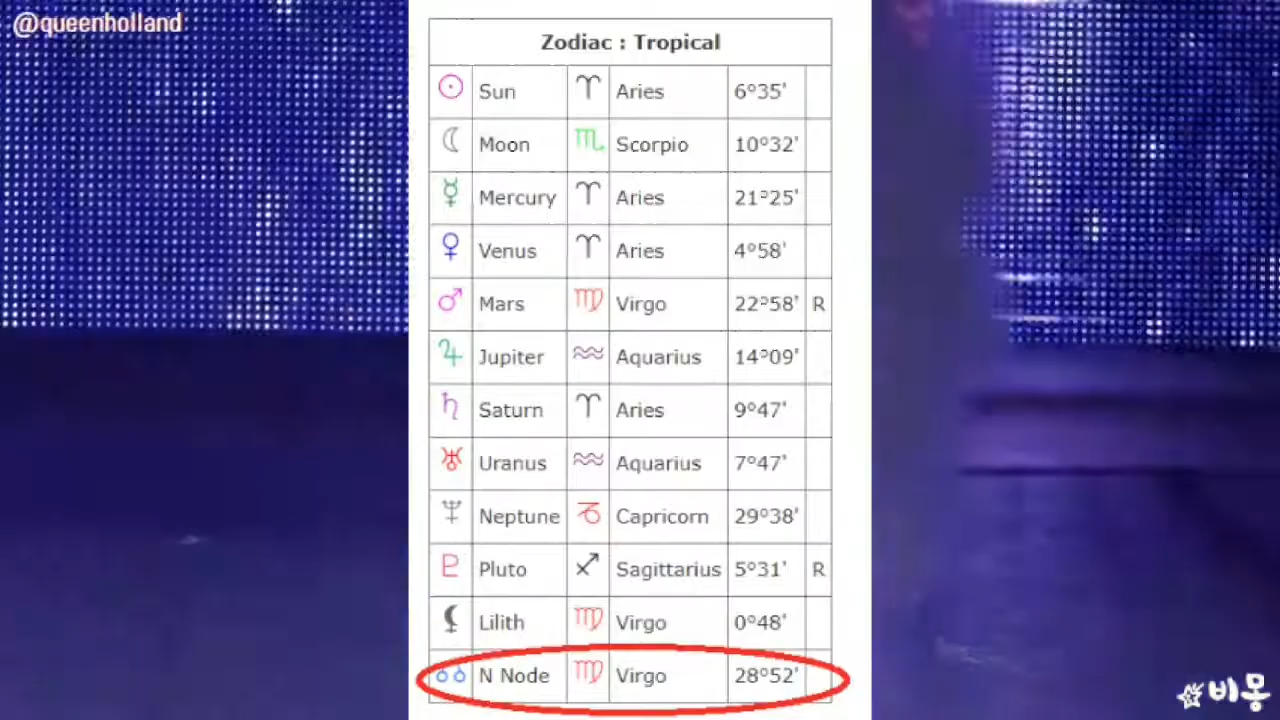 @queenholland
Zodiac : Tropical
Sun Aries 6°35'
Moon Scorpio 10°32'
Mercury Aries 21°25'
Venus Aries 4°58'
Mars Virgo 22°58' R
Jupiter Aquarius 14°09'
Saturn Aries 9°47'
Uranus Aquarius 7°47'
Neptune Capricorn 29°38'
Pluto Sagittarius 5°31' R
Lilith Virgo 0°48'
N Node Virgo 28°52'
비몽